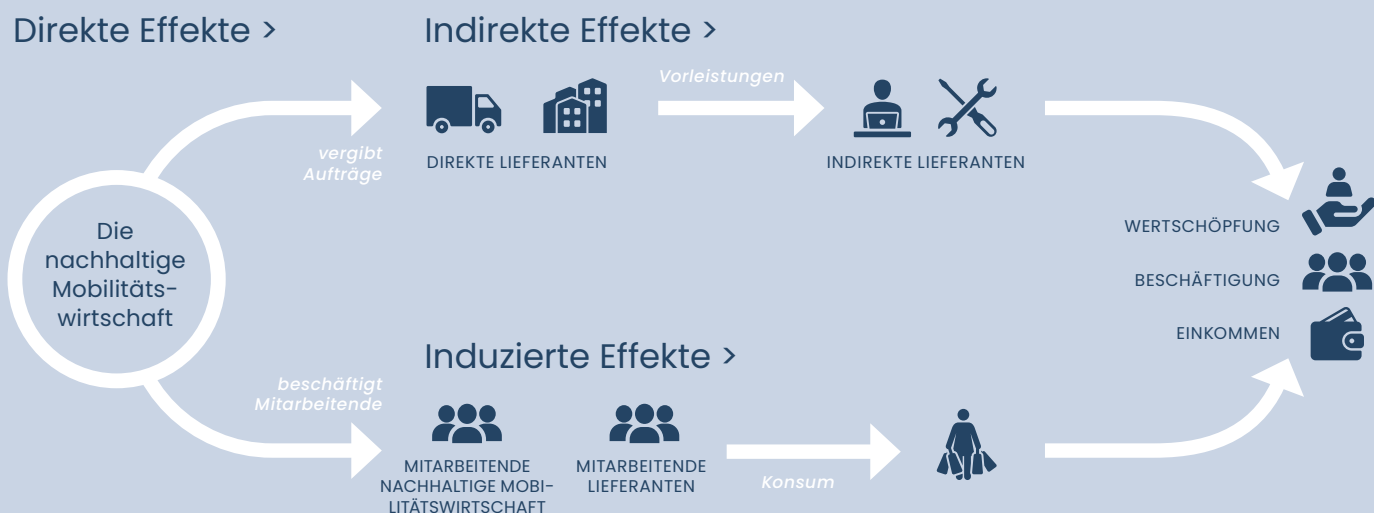 Direkte Effekte >
Indirekte Effekte >
Vorleistungen
vergibt
Aufträge
DIREKTE LIEFERANTEN
INDIREKTE LIEFERANTEN
Die
nachhaltige
Mobilitäts-
wirtschaft
WERTSCHÖPFUNG
BESCHÄFTIGUNG
EINKOMMEN
Induzierte Effekte >
beschäftigt
Mitarbeitende
MITARBEITENDE
NACHHALTIGE MOBI-
LITÄTSWIRTSCHAFT
MITARBEITENDE
LIEFERANTEN
Konsum